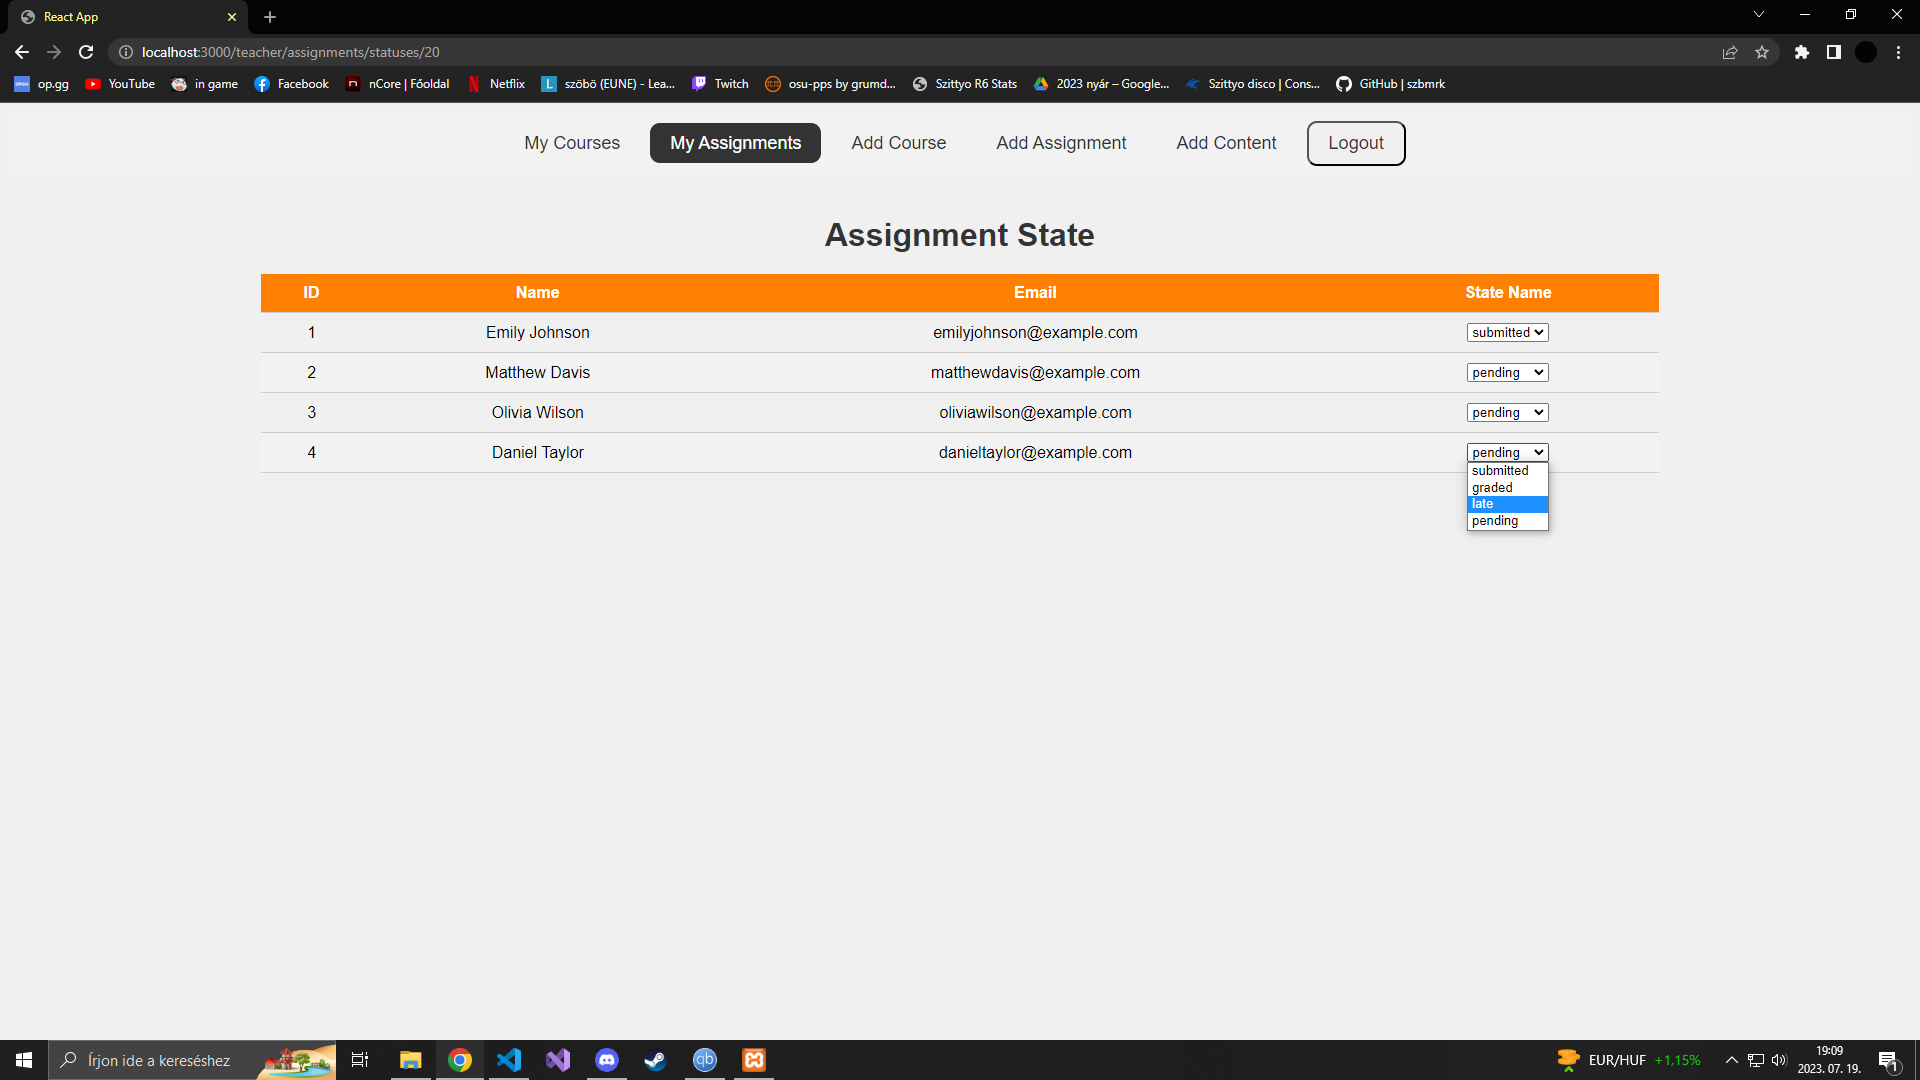 React App
localhost:3000/teacher/assignments/statuses/20
op.gg YouTube in game Facebook nCore | Főoldal Netflix szöbö (EUNE) - Lea... Twitch osu-pps by grumd... Szittyo R6 Stats 2023 nyár – Google... Szittyo disco | Cons... GitHub | szbmrk
My Courses My Assignments Add Course Add Assignment Add Content Logout
Assignment State
ID Name Email State Name
1 Emily Johnson emilyjohnson@example.com submitted
2 Matthew Davis matthewdavis@example.com pending
3 Olivia Wilson oliviawilson@example.com pending
4 Daniel Taylor danieltaylor@example.com pending
submitted
graded
late
pending
Írjon ide a kereséshez
qb
EUR/HUF +1,15%
19:09
2023. 07. 19.
1